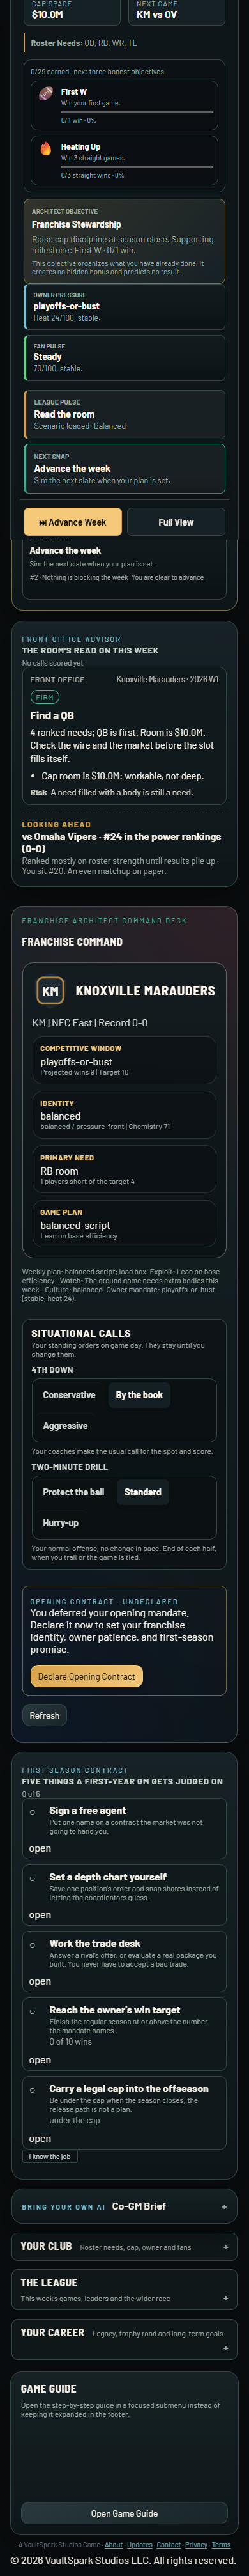 CAP SPACE
$10.0M
NEXT GAME
KM vs OV
Roster Needs: QB, RB, WR, TE
0/29 earned · next three honest objectives
First W
Win your first game.
0/1 win · 0%
Heating Up
Win 3 straight games.
0/3 straight wins · 0%
ARCHITECT OBJECTIVE
Franchise Stewardship
Raise cap discipline at season close. Supporting
milestone: First W · 0/1 win.
This objective organizes what you have already done. It
creates no hidden bonus and predicts no result.
OWNER PRESSURE
playoffs-or-bust
Heat 24/100, stable.
FAN PULSE
Steady
70/100, stable.
LEAGUE PULSE
Read the room
Scenario loaded: Balanced
NEXT SNAP
Advance the week
Sim the next slate when your plan is set.
⏭ Advance Week
Full View
Advance the week
Sim the next slate when your plan is set.
#2 · Nothing is blocking the week. You are clear to advance.
FRONT OFFICE ADVISOR
THE ROOM'S READ ON THIS WEEK
No calls scored yet
FRONT OFFICE
Knoxville Marauders · 2026 W1
FIRM
Find a QB
4 ranked needs; QB is first. Room is $10.0M.
Check the wire and the market before the slot
fills itself.
• Cap room is $10.0M: workable, not deep.
Risk A need filled with a body is still a need.
LOOKING AHEAD
vs Omaha Vipers · #24 in the power rankings
(0-0)
Ranked mostly on roster strength until results pile up ·
You sit #20. An even matchup on paper.
FRANCHISE ARCHITECT COMMAND DECK
FRANCHISE COMMAND
KM
KNOXVILLE MARAUDERS
KM | NFC East | Record 0-0
COMPETITIVE WINDOW
playoffs-or-bust
Projected wins 9 | Target 10
IDENTITY
balanced
balanced / pressure-front | Chemistry 71
PRIMARY NEED
RB room
1 players short of the target 4
GAME PLAN
balanced-script
Lean on base efficiency.
Weekly plan: balanced script; load box. Exploit: Lean on base
efficiency. . Watch: The ground game meets extra bodies this
week. . Culture: balanced. Owner mandate: playoffs-or-bust
(stable, heat 24).
SITUATIONAL CALLS
Your standing orders on game day. They stay until you
change them.
4TH DOWN
Conservative
By the book
Aggressive
Your coaches make the usual call for the spot and score.
TWO-MINUTE DRILL
Protect the ball
Standard
Hurry-up
Your normal offense, no change in pace. End of each half,
when you trail or the game is tied.
OPENING CONTRACT · UNDECLARED
You deferred your opening mandate.
Declare it now to set your franchise
identity, owner patience, and first-season
promise.
Declare Opening Contract
Refresh
FIRST SEASON CONTRACT
FIVE THINGS A FIRST-YEAR GM GETS JUDGED ON
0 of 5
○ Sign a free agent
Put one name on a contract the market was not
going to hand you.
open
○ Set a depth chart yourself
Save one position's order and snap shares instead of
letting the coordinators guess.
open
○ Work the trade desk
Answer a rival's offer, or evaluate a real package you
built. You never have to accept a bad trade.
open
○ Reach the owner's win target
Finish the regular season at or above the number
the mandate names.
0 of 10 wins
open
○ Carry a legal cap into the offseason
Be under the cap when the season closes; the
release path is not a plan.
under the cap
open
I know the job
BRING YOUR OWN AI Co-GM Brief +
YOUR CLUB Roster needs, cap, owner and fans +
THE LEAGUE
This week's games, leaders and the wider race +
YOUR CAREER Legacy, trophy road and long-term goals
+
GAME GUIDE
Open the step-by-step guide in a focused submenu instead of
keeping it expanded in the footer.
Open Game Guide
A VaultSpark Studios Game · About · Updates · Contact · Privacy · Terms
© 2026 VaultSpark Studios LLC. All rights reserved.